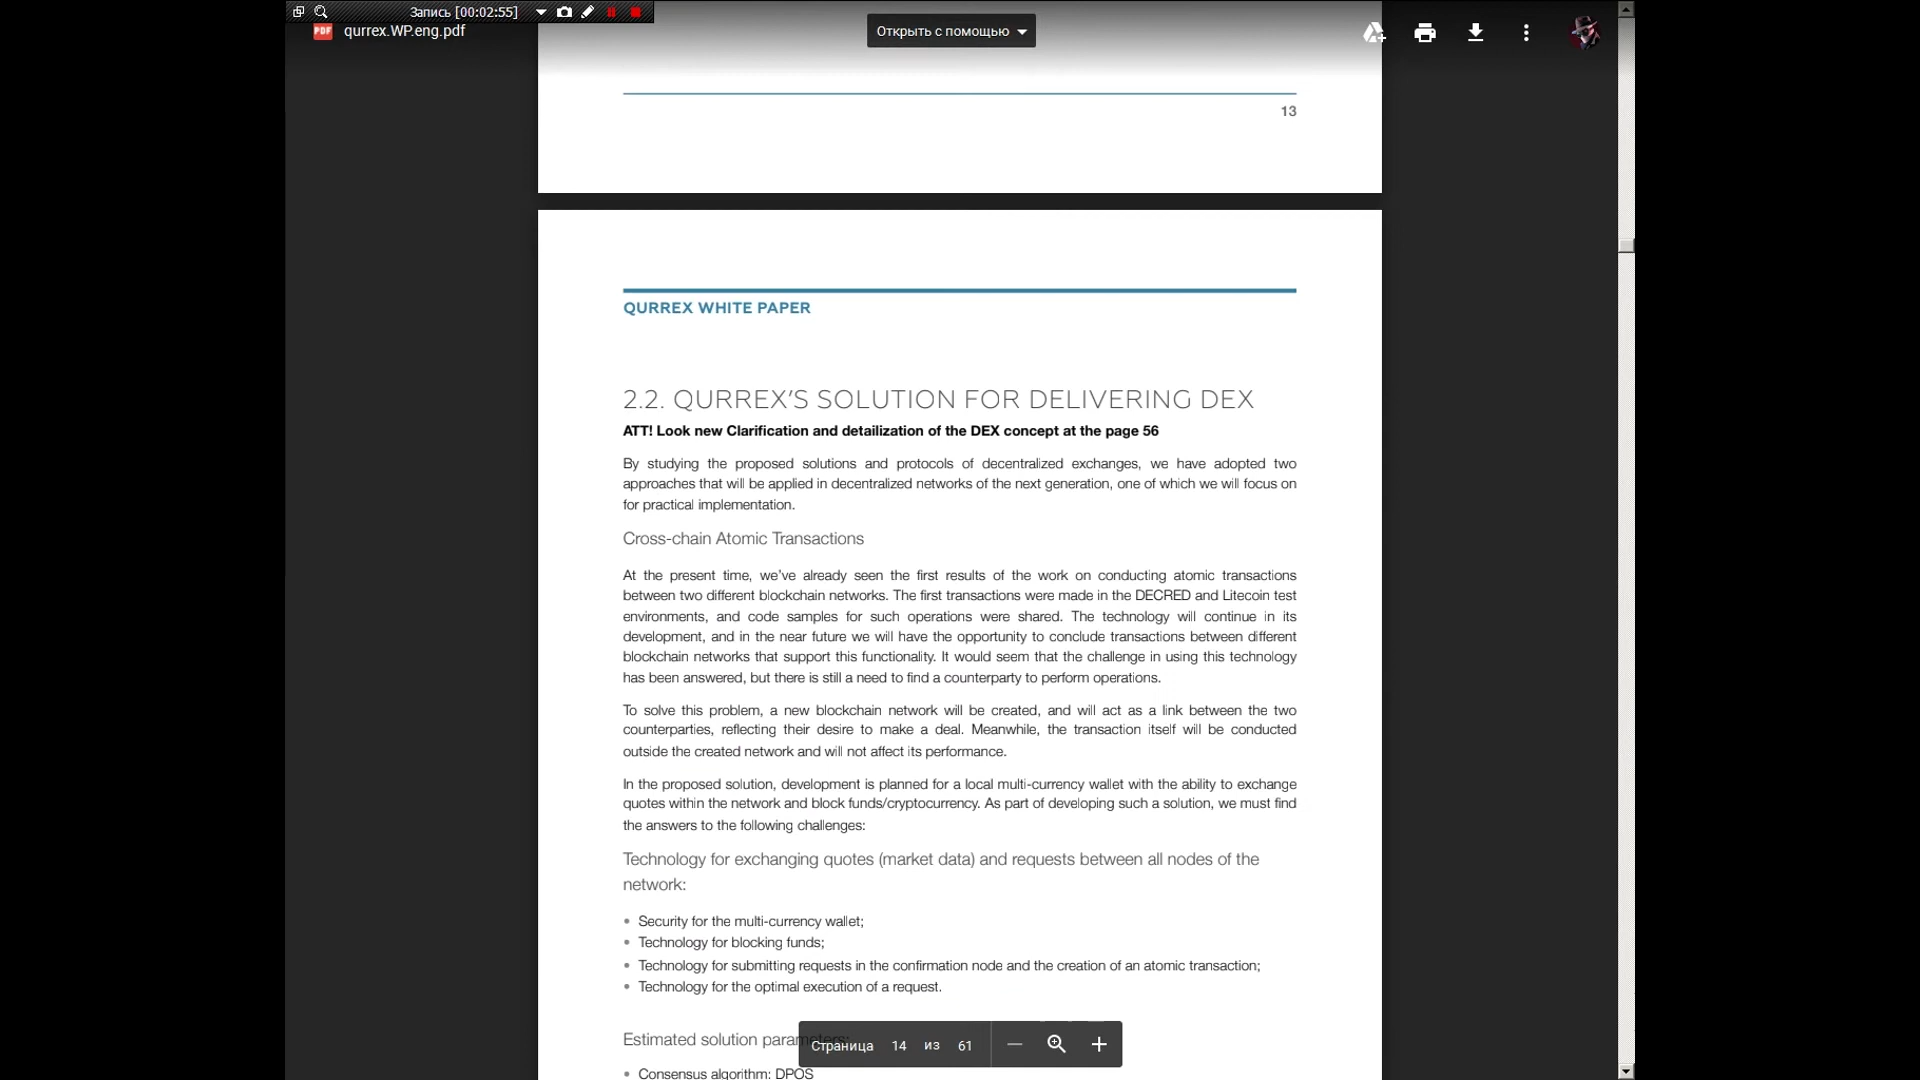 Запись [00:02:55]
qurrex.WP.eng.pdf
Открыть с помощью
13
QURREX WHITE PAPER
2.2. QURREX'S SOLUTION FOR DELIVERING DEX
ATT! Look new Clarification and detailization of the DEX concept at the page 56
By studying the proposed solutions and protocols of decentralized exchanges, we have adopted two
approaches that will be applied in decentralized networks of the next generation, one of which we will focus on
for practical implementation.
Cross-chain Atomic Transactions
At the present time, we've already seen the first results of the work on conducting atomic transactions
between two different blockchain networks. The first transactions were made in the DECRED and Litecoin test
environments, and code samples for such operations were shared. The technology will continue in its
development, and in the near future we will have the opportunity to conclude transactions between different
blockchain networks that support this functionality. It would seem that the challenge in using this technology
has been answered, but there is still a need to find a counterparty to perform operations.
To solve this problem, a new blockchain network will be created, and will act as a link between the two
counterparties, reflecting their desire to make a deal. Meanwhile, the transaction itself will be conducted
outside the created network and will not affect its performance.
In the proposed solution, development is planned for a local multi-currency wallet with the ability to exchange
quotes within the network and block funds/cryptocurrency. As part of developing such a solution, we must find
the answers to the following challenges:
Technology for exchanging quotes (market data) and requests between all nodes of the
network:
• Security for the multi-currency wallet;
• Technology for blocking funds;
• Technology for submitting requests in the confirmation node and the creation of an atomic transaction;
• Technology for the optimal execution of a request.
Estimated solution parameters:
Страница 14 из 61
• Consensus algorithm: DPOS